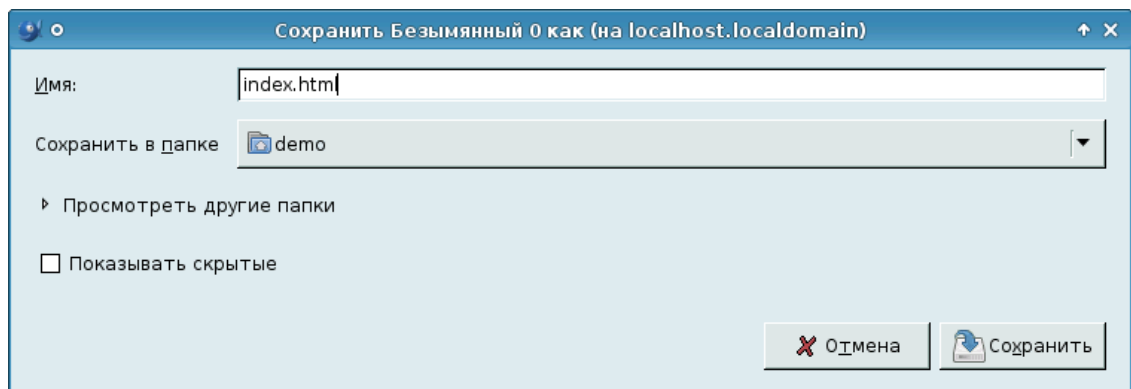 Сохранить Безымянный 0 как (на localhost.localdomain)
Имя:
index.html
Сохранить в папке
demo
Просмотреть другие папки
Показывать скрытые
Отмена
Сохранить